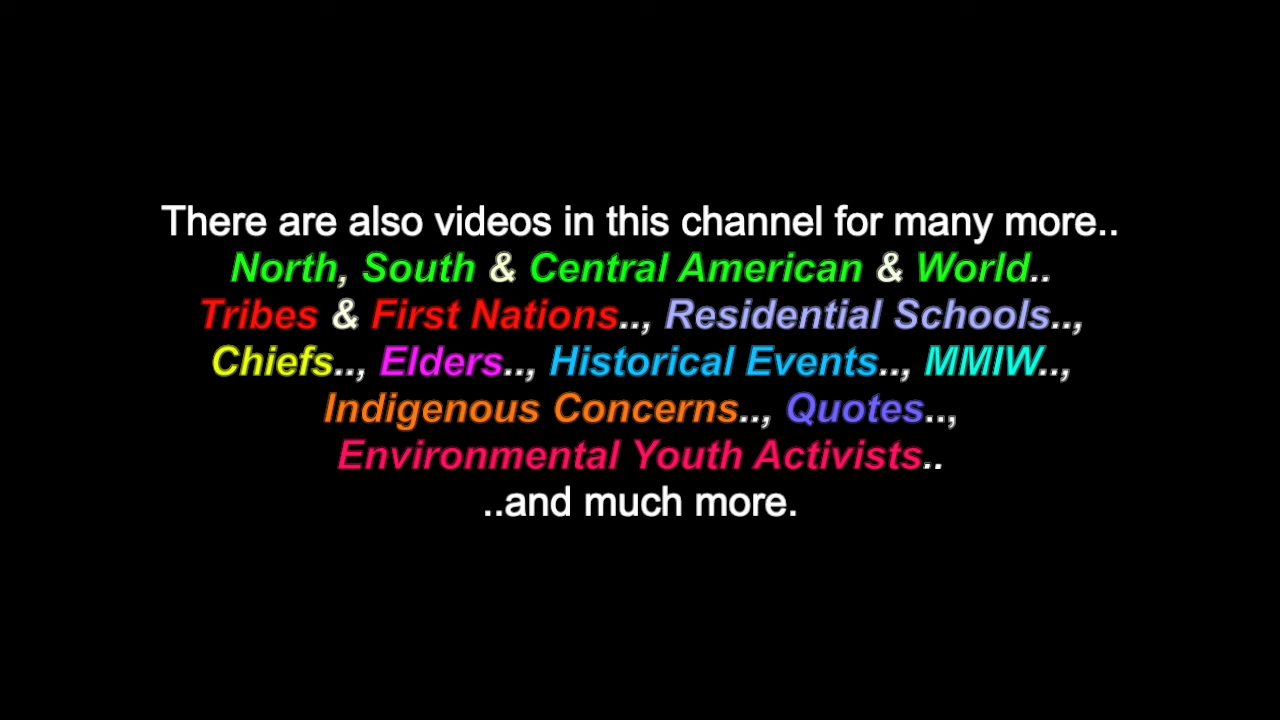 There are also videos in this channel for many more..
North, South & Central American & World..
Tribes & First Nations.., Residential Schools..,
Chiefs.., Elders.., Historical Events.., MMIW..,
Indigenous Concerns.., Quotes..,
Environmental Youth Activists..
..and much more.